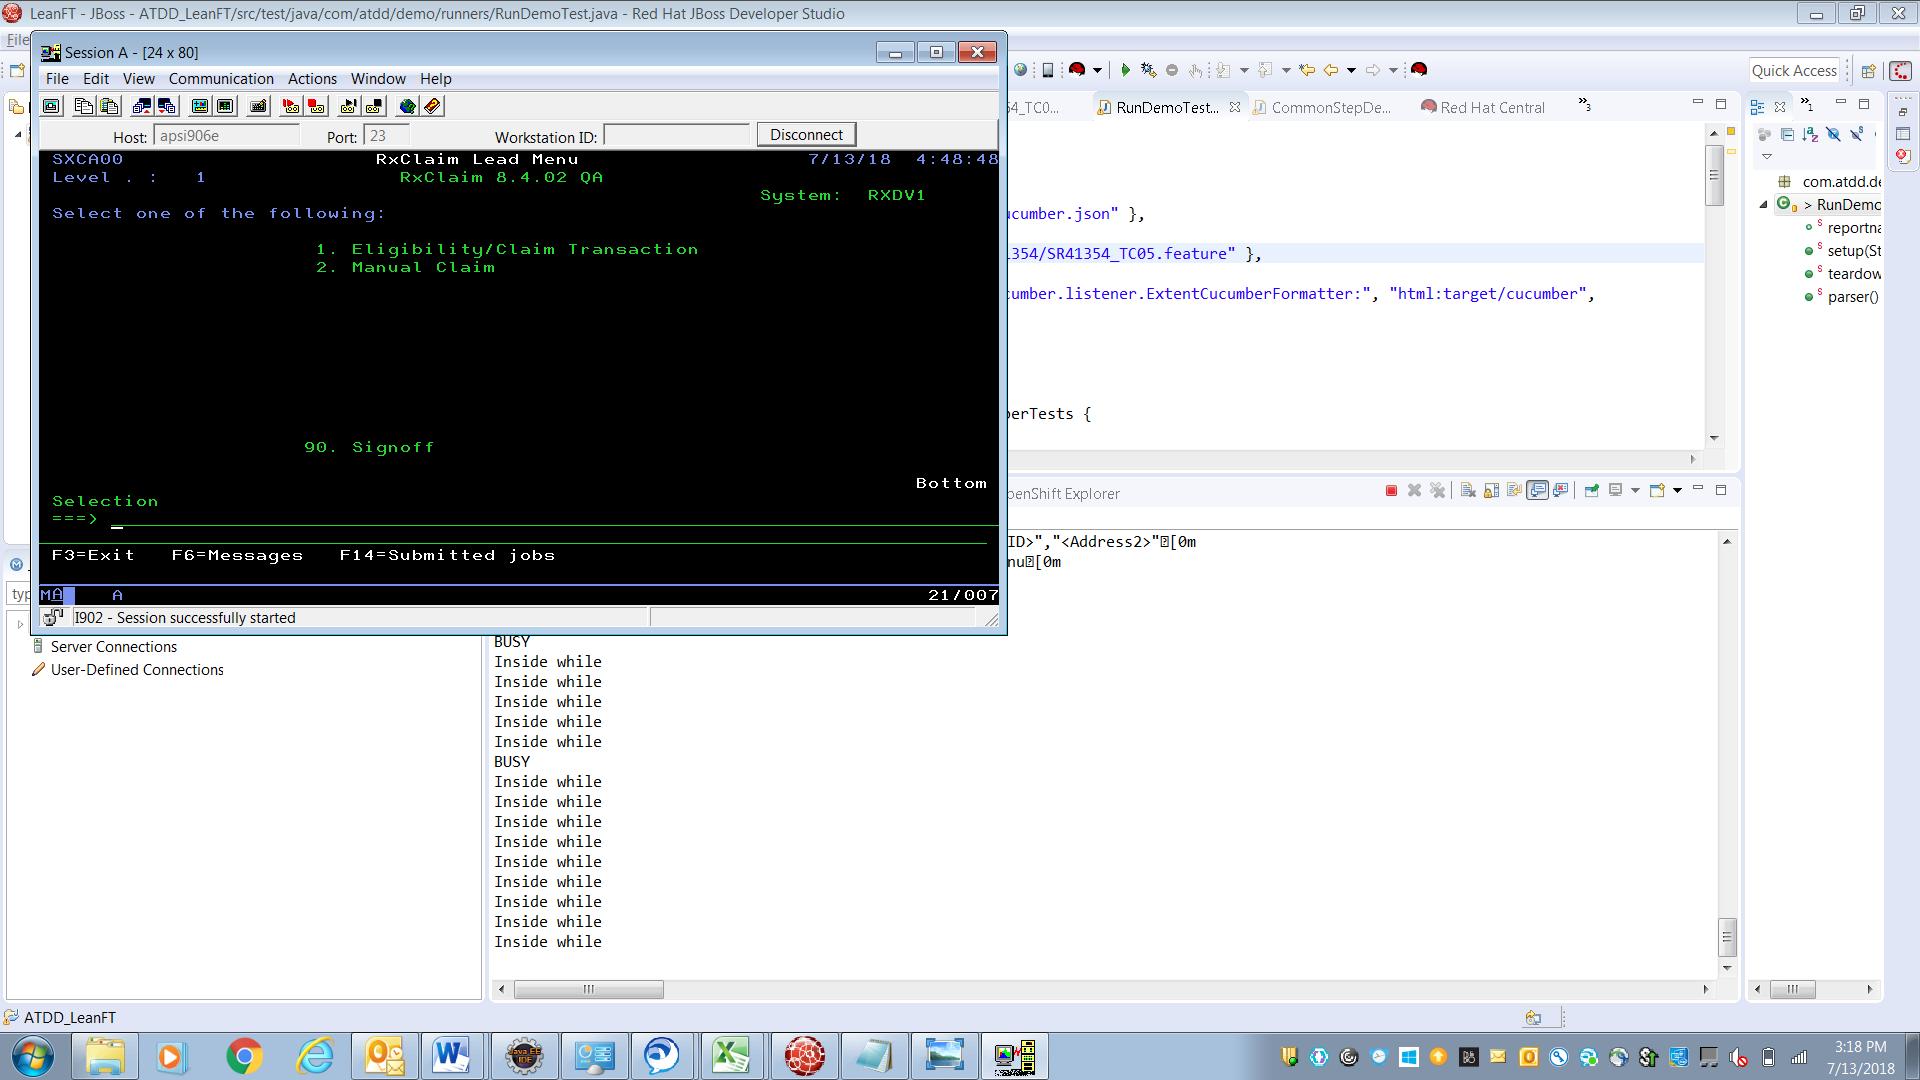 LeanFT - JBoss - ATDD_LeanFT/src/test/java/com/atdd/demo/runners/RunDemoTest.java - Red Hat JBoss Developer Studio
File
Session A - [24 x 80]
File Edit View Communication Actions Window Help
Host: apsi906e Port: 23 Workstation ID: Disconnect
SXCA00 RxClaim Lead Menu 7/13/18 4:48:48
Level . : 1 RxClaim 8.4.02 QA
System: RXDV1
Select one of the following:
1. Eligibility/Claim Transaction
2. Manual Claim
90. Signoff
Bottom
Selection
===>
F3=Exit F6=Messages F14=Submitted jobs
MA A 21/007
I902 - Session successfully started
Quick Access
54_TC0... RunDemoTest... CommonStepDe... Red Hat Central »3
»1
ucumber.json" },
1354/SR41354_TC05.feature" },
cumber.listener.ExtentCucumberFormatter:", "html:target/cucumber",
berTests {
com.atdd.de
> RunDemo
reportna
setup(St
teardow
parser()
penShift Explorer
ID>","<Address2>"[0m
nu[0m
typ
Server Connections
User-Defined Connections
BUSY
Inside while
Inside while
Inside while
Inside while
Inside while
BUSY
Inside while
Inside while
Inside while
Inside while
Inside while
Inside while
Inside while
Inside while
Inside while
ATDD_LeanFT
3:18 PM
7/13/2018